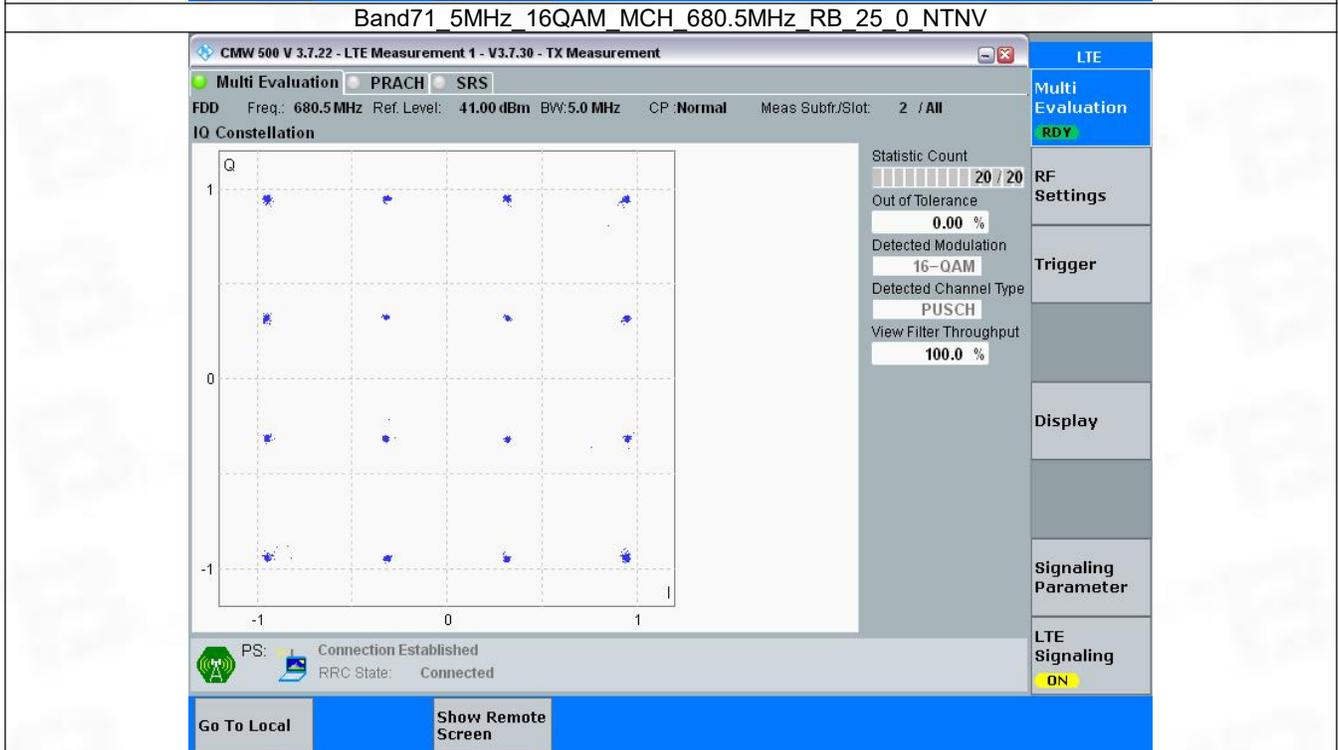 Band71_5MHz_16QAM_MCH_680.5MHz_RB_25_0_NTNV
CMW 500 V 3.7.22 - LTE Measurement 1 - V3.7.30 - TX Measurement
LTE
Multi Evaluation PRACH SRS
FDD Freq.: 680.5 MHz Ref. Level: 41.00 dBm BW:5.0 MHz CP :Normal Meas Subfr./Slot: 2 / All
IQ Constellation
Q
1
0
-1
I
-1 0 1
Statistic Count
20 / 20
Out of Tolerance
0.00 %
Detected Modulation
16-QAM
Detected Channel Type
PUSCH
View Filter Throughput
100.0 %
Multi
Evaluation
RDY
RF
Settings
Trigger
Display
Signaling
Parameter
LTE
Signaling
ON
PS: Connection Established
RRC State: Connected
Go To Local
Show Remote
Screen